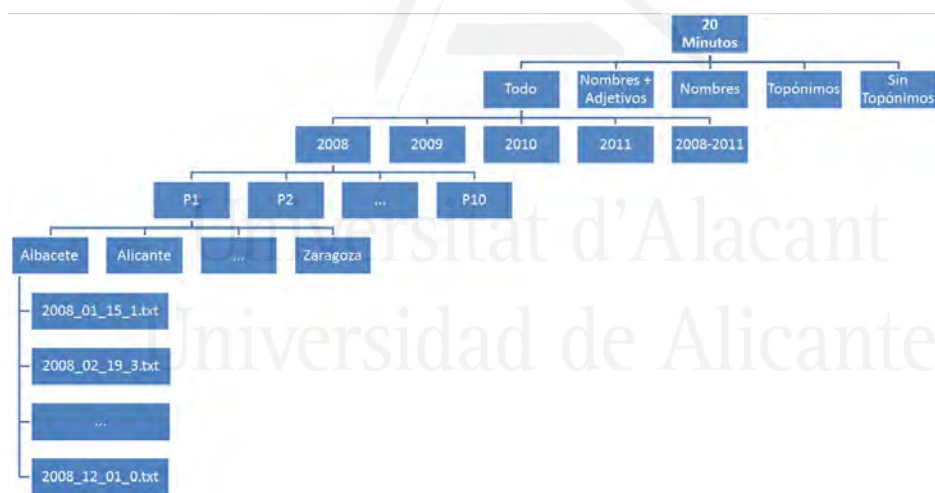 20
Minutos
Todo
Nombres +
Adjetivos
Nombres
Topónimos
Sin
Topónimos
2008
2009
2010
2011
2008-2011
P1
P2
...
P10
Albacete
Alicante
...
Zaragoza
2008_01_15_1.txt
2008_02_19_3.txt
...
2008_12_01_0.txt
Universitat d'Alacant
Universidad de Alicante